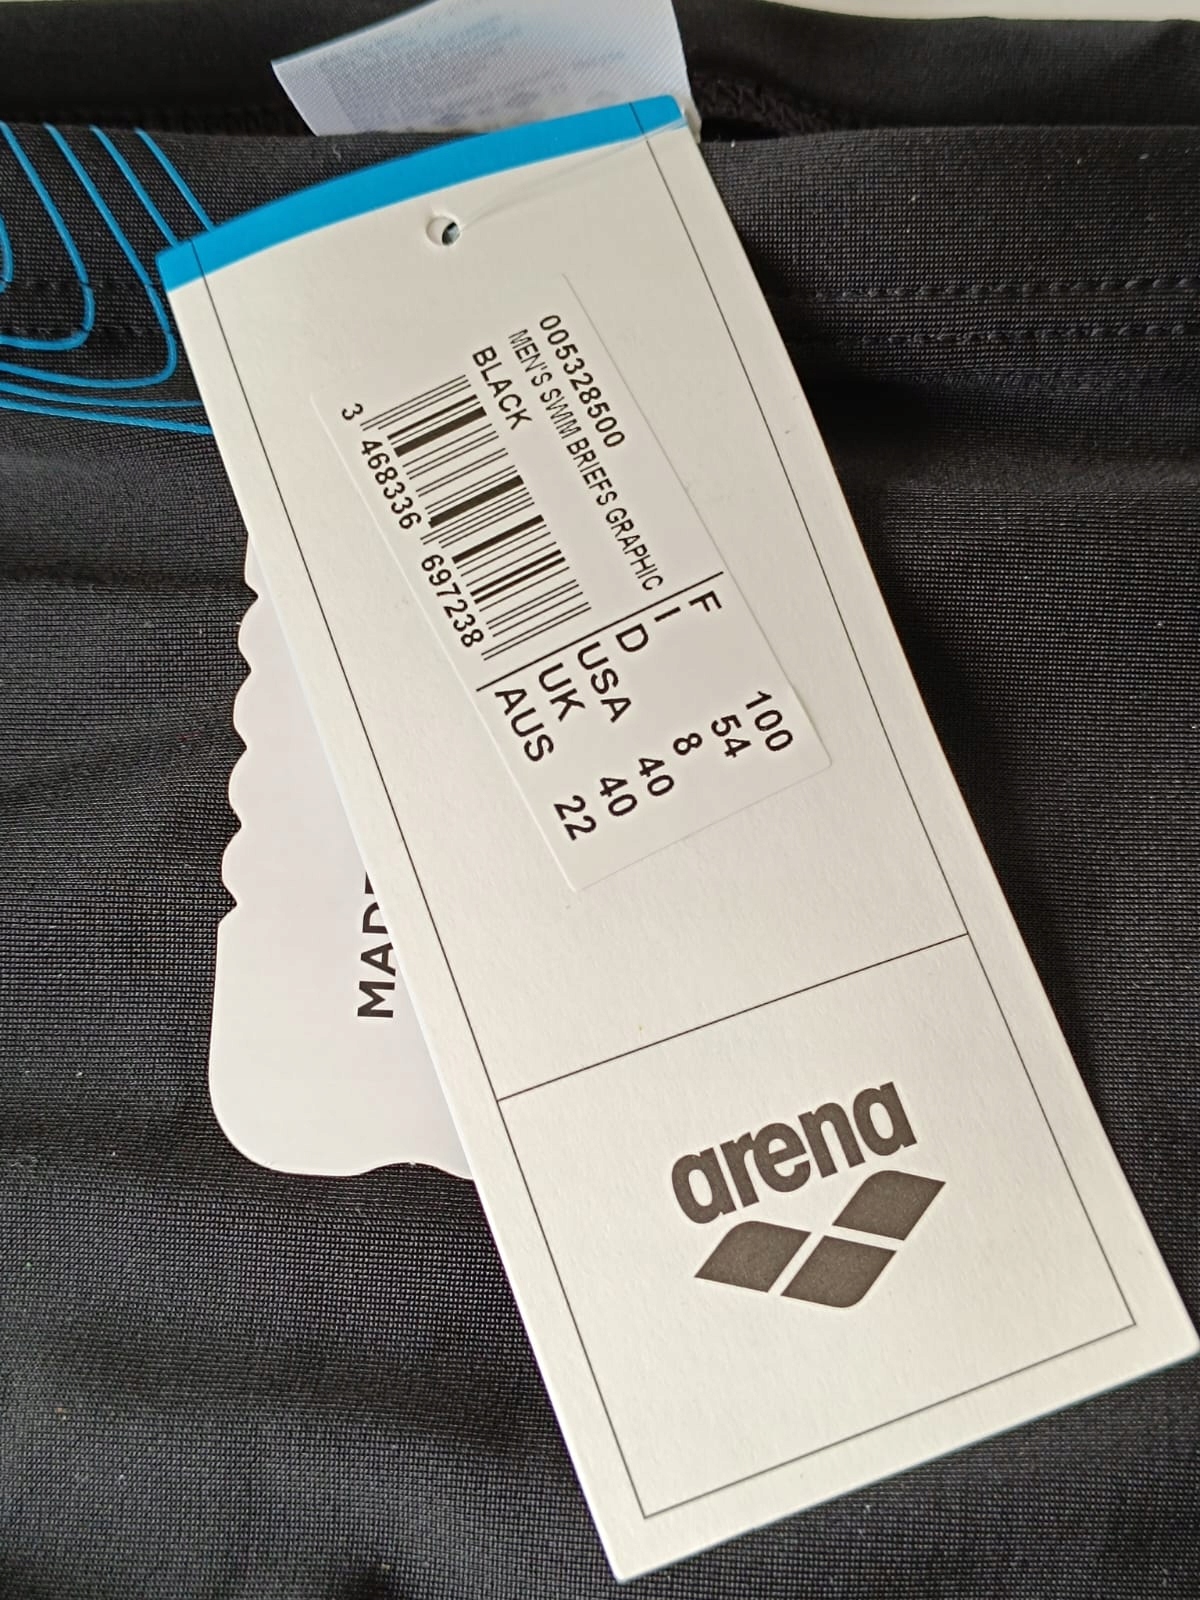 005328500
MEN'S SWIM BRIEFS GRAPHIC
BLACK
3 468336 697238
F 100
I 54
D 8
USA 40
UK 40
AUS 22
arena
MADE